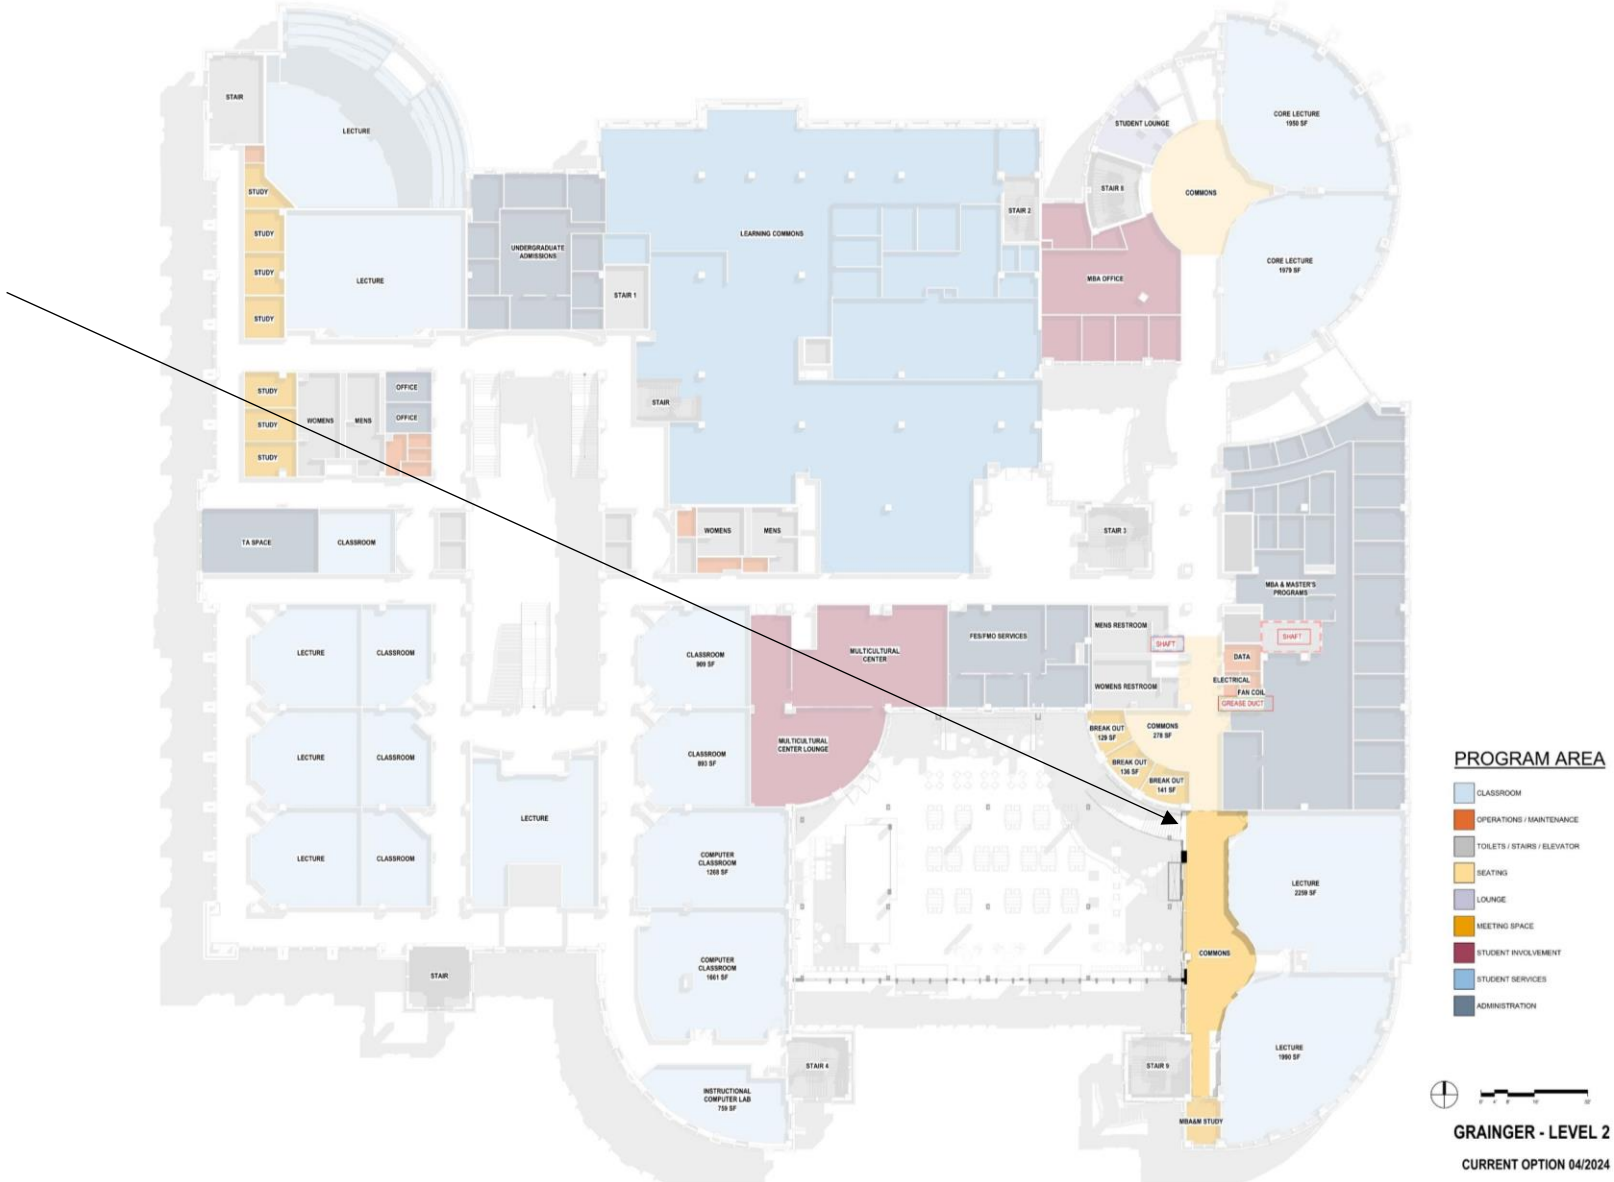 STAIR
LECTURE
STUDY
STUDY
STUDY
STUDY
LECTURE
UNDERGRADUATE
ADMISSIONS
STAIR 1
LEARNING COMMONS
STAIR 2
STUDENT LOUNGE
STAIR 8
COMMONS
CORE LECTURE
1950 SF
CORE LECTURE
1979 SF
MBA OFFICE
STUDY
STUDY
STUDY
WOMENS
MENS
OFFICE
OFFICE
STAIR
TA SPACE
CLASSROOM
WOMENS
MENS
STAIR 3
MBA & MASTER'S
PROGRAMS
LECTURE
CLASSROOM
CLASSROOM
969 SF
MULTICULTURAL
CENTER
FES/FMO SERVICES
MENS RESTROOM
SHAFT
SHAFT
DATA
ELECTRICAL
FAN COIL
GREASE DUCT
WOMENS RESTROOM
LECTURE
CLASSROOM
CLASSROOM
893 SF
MULTICULTURAL
CENTER LOUNGE
BREAK OUT
129 SF
COMMONS
278 SF
BREAK OUT
136 SF
BREAK OUT
141 SF
LECTURE
LECTURE
CLASSROOM
COMPUTER
CLASSROOM
1268 SF
LECTURE
2259 SF
COMMONS
STAIR
COMPUTER
CLASSROOM
1661 SF
LECTURE
1990 SF
STAIR 4
STAIR 9
INSTRUCTIONAL
COMPUTER LAB
759 SF
MBA&M STUDY
PROGRAM AREA
CLASSROOM
OPERATIONS / MAINTENANCE
TOILETS / STAIRS / ELEVATOR
SEATING
LOUNGE
MEETING SPACE
STUDENT INVOLVEMENT
STUDENT SERVICES
ADMINISTRATION
GRAINGER - LEVEL 2
CURRENT OPTION 04/2024